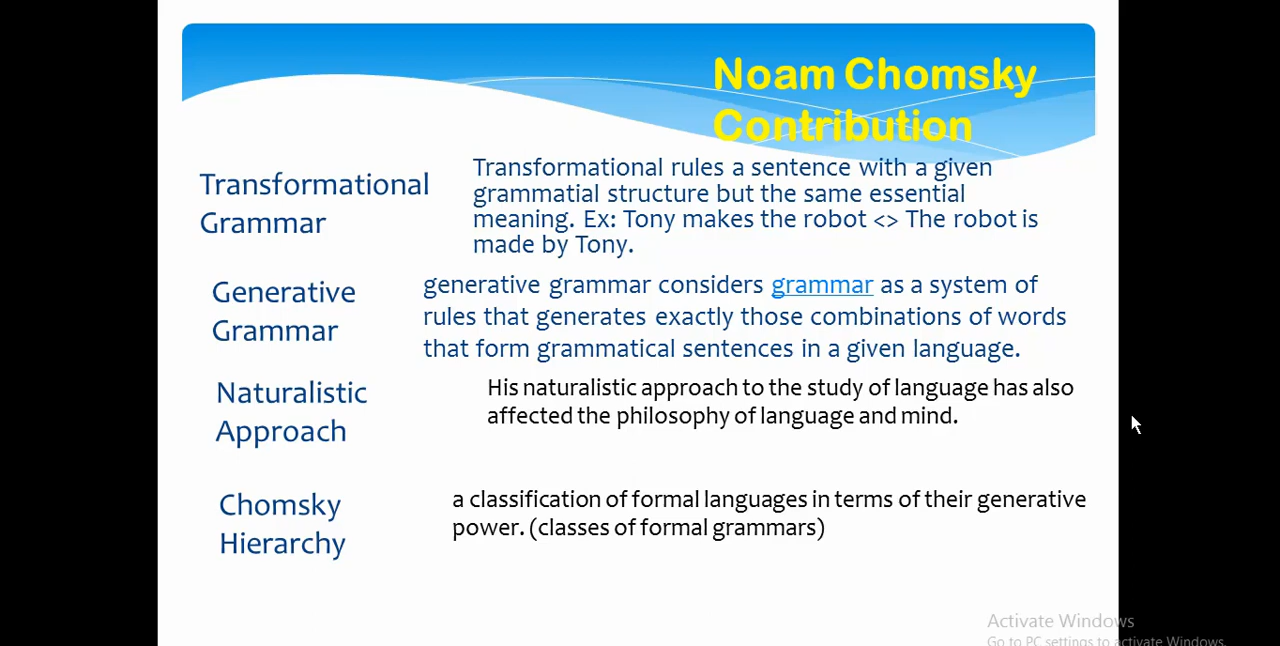 Noam Chomsky
Contribution
Transformational
Grammar
Transformational rules a sentence with a given
grammatial structure but the same essential
meaning. Ex: Tony makes the robot <> The robot is
made by Tony.
Generative
Grammar
generative grammar considers grammar as a system of
rules that generates exactly those combinations of words
that form grammatical sentences in a given language.
Naturalistic
Approach
His naturalistic approach to the study of language has also
affected the philosophy of language and mind.
Chomsky
Hierarchy
a classification of formal languages in terms of their generative
power. (classes of formal grammars)
Activate Windows
Go to PC settings to activate Windows.